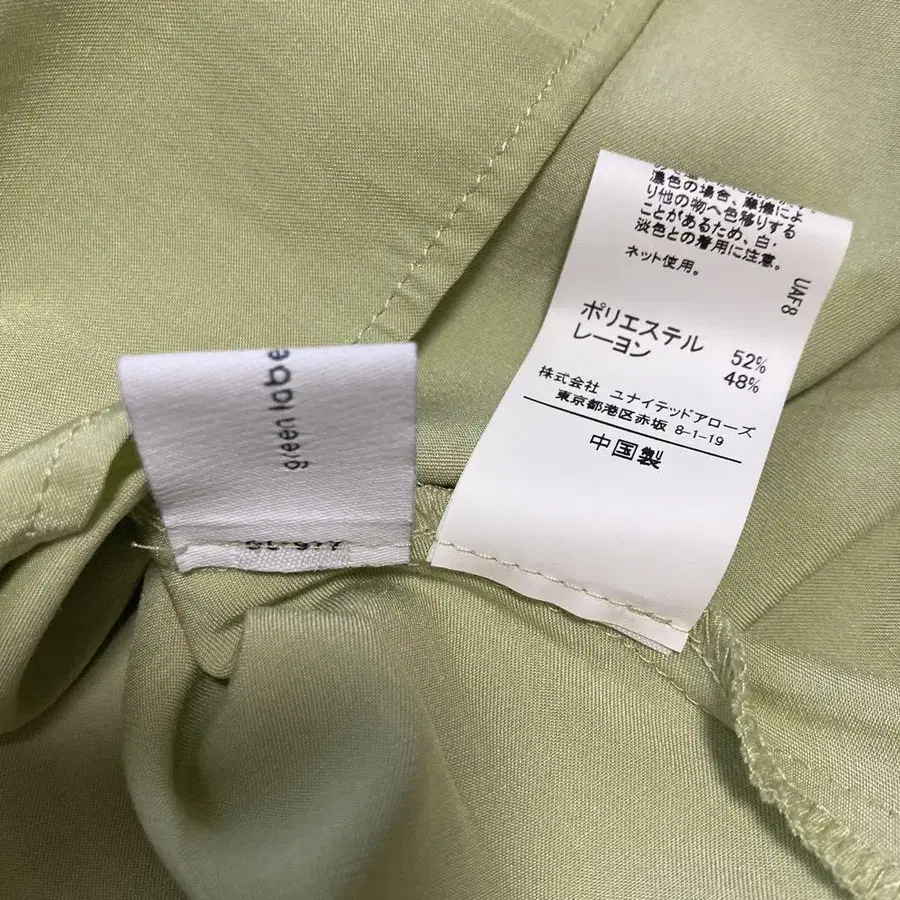 green labe
濃色の場合、摩擦によ
り他の物へ色移りする
ことがあるため、白・
淡色との着用に注意。
ネット使用。
UAF8
ポリエステル 52%
レーヨン 48%
株式会社 ユナイテッドアローズ
東京都港区赤坂 8-1-19
中国製